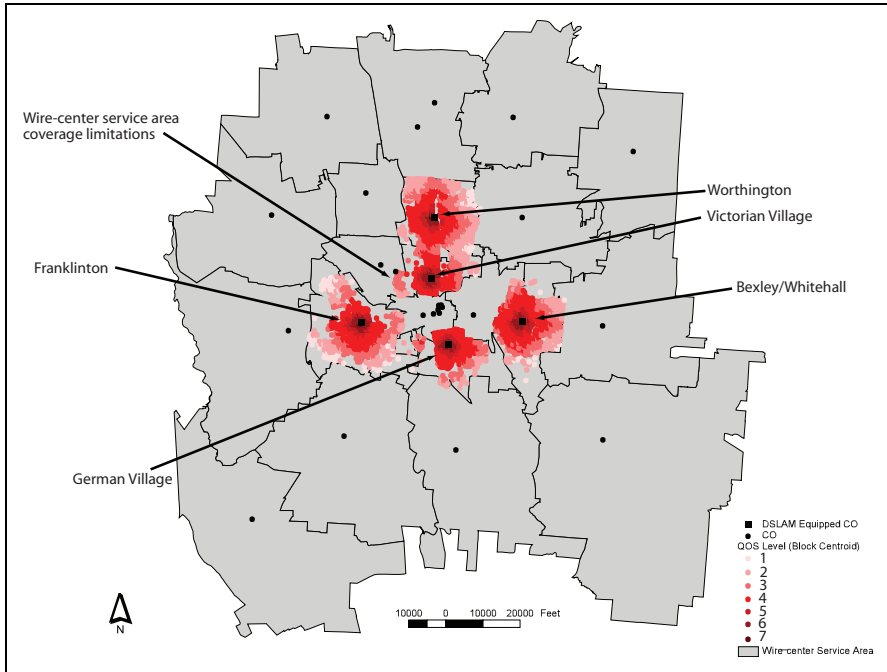 Wire-center service area
coverage limitations
Worthington
Victorian Village
Franklinton
Bexley/Whitehall
German Village
DSLAM Equipped CO
CO
QOS Level (Block Centroid)
1
2
3
4
5
6
7
Wire-center Service Area
N
10000 0 10000 20000 Feet